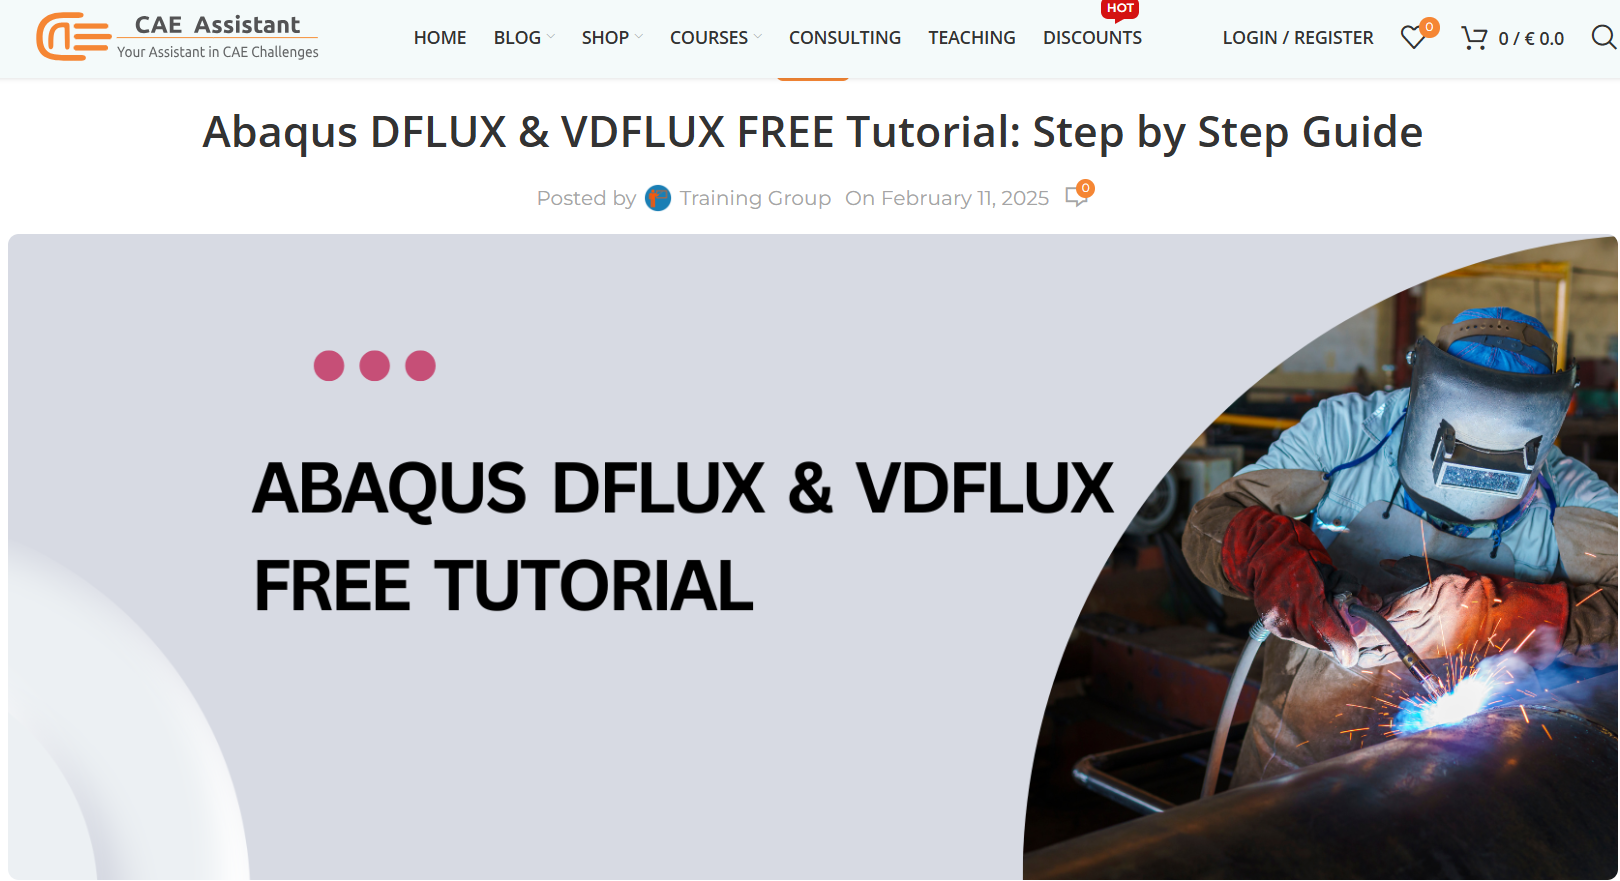 CAE Assistant
Your Assistant in CAE Challenges
HOME BLOG SHOP COURSES CONSULTING TEACHING DISCOUNTS
HOT
LOGIN / REGISTER 0 0 / € 0.0
Abaqus DFLUX & VDFLUX FREE Tutorial: Step by Step Guide
Posted by Training Group On February 11, 2025 0
ABAQUS DFLUX & VDFLUX
FREE TUTORIAL